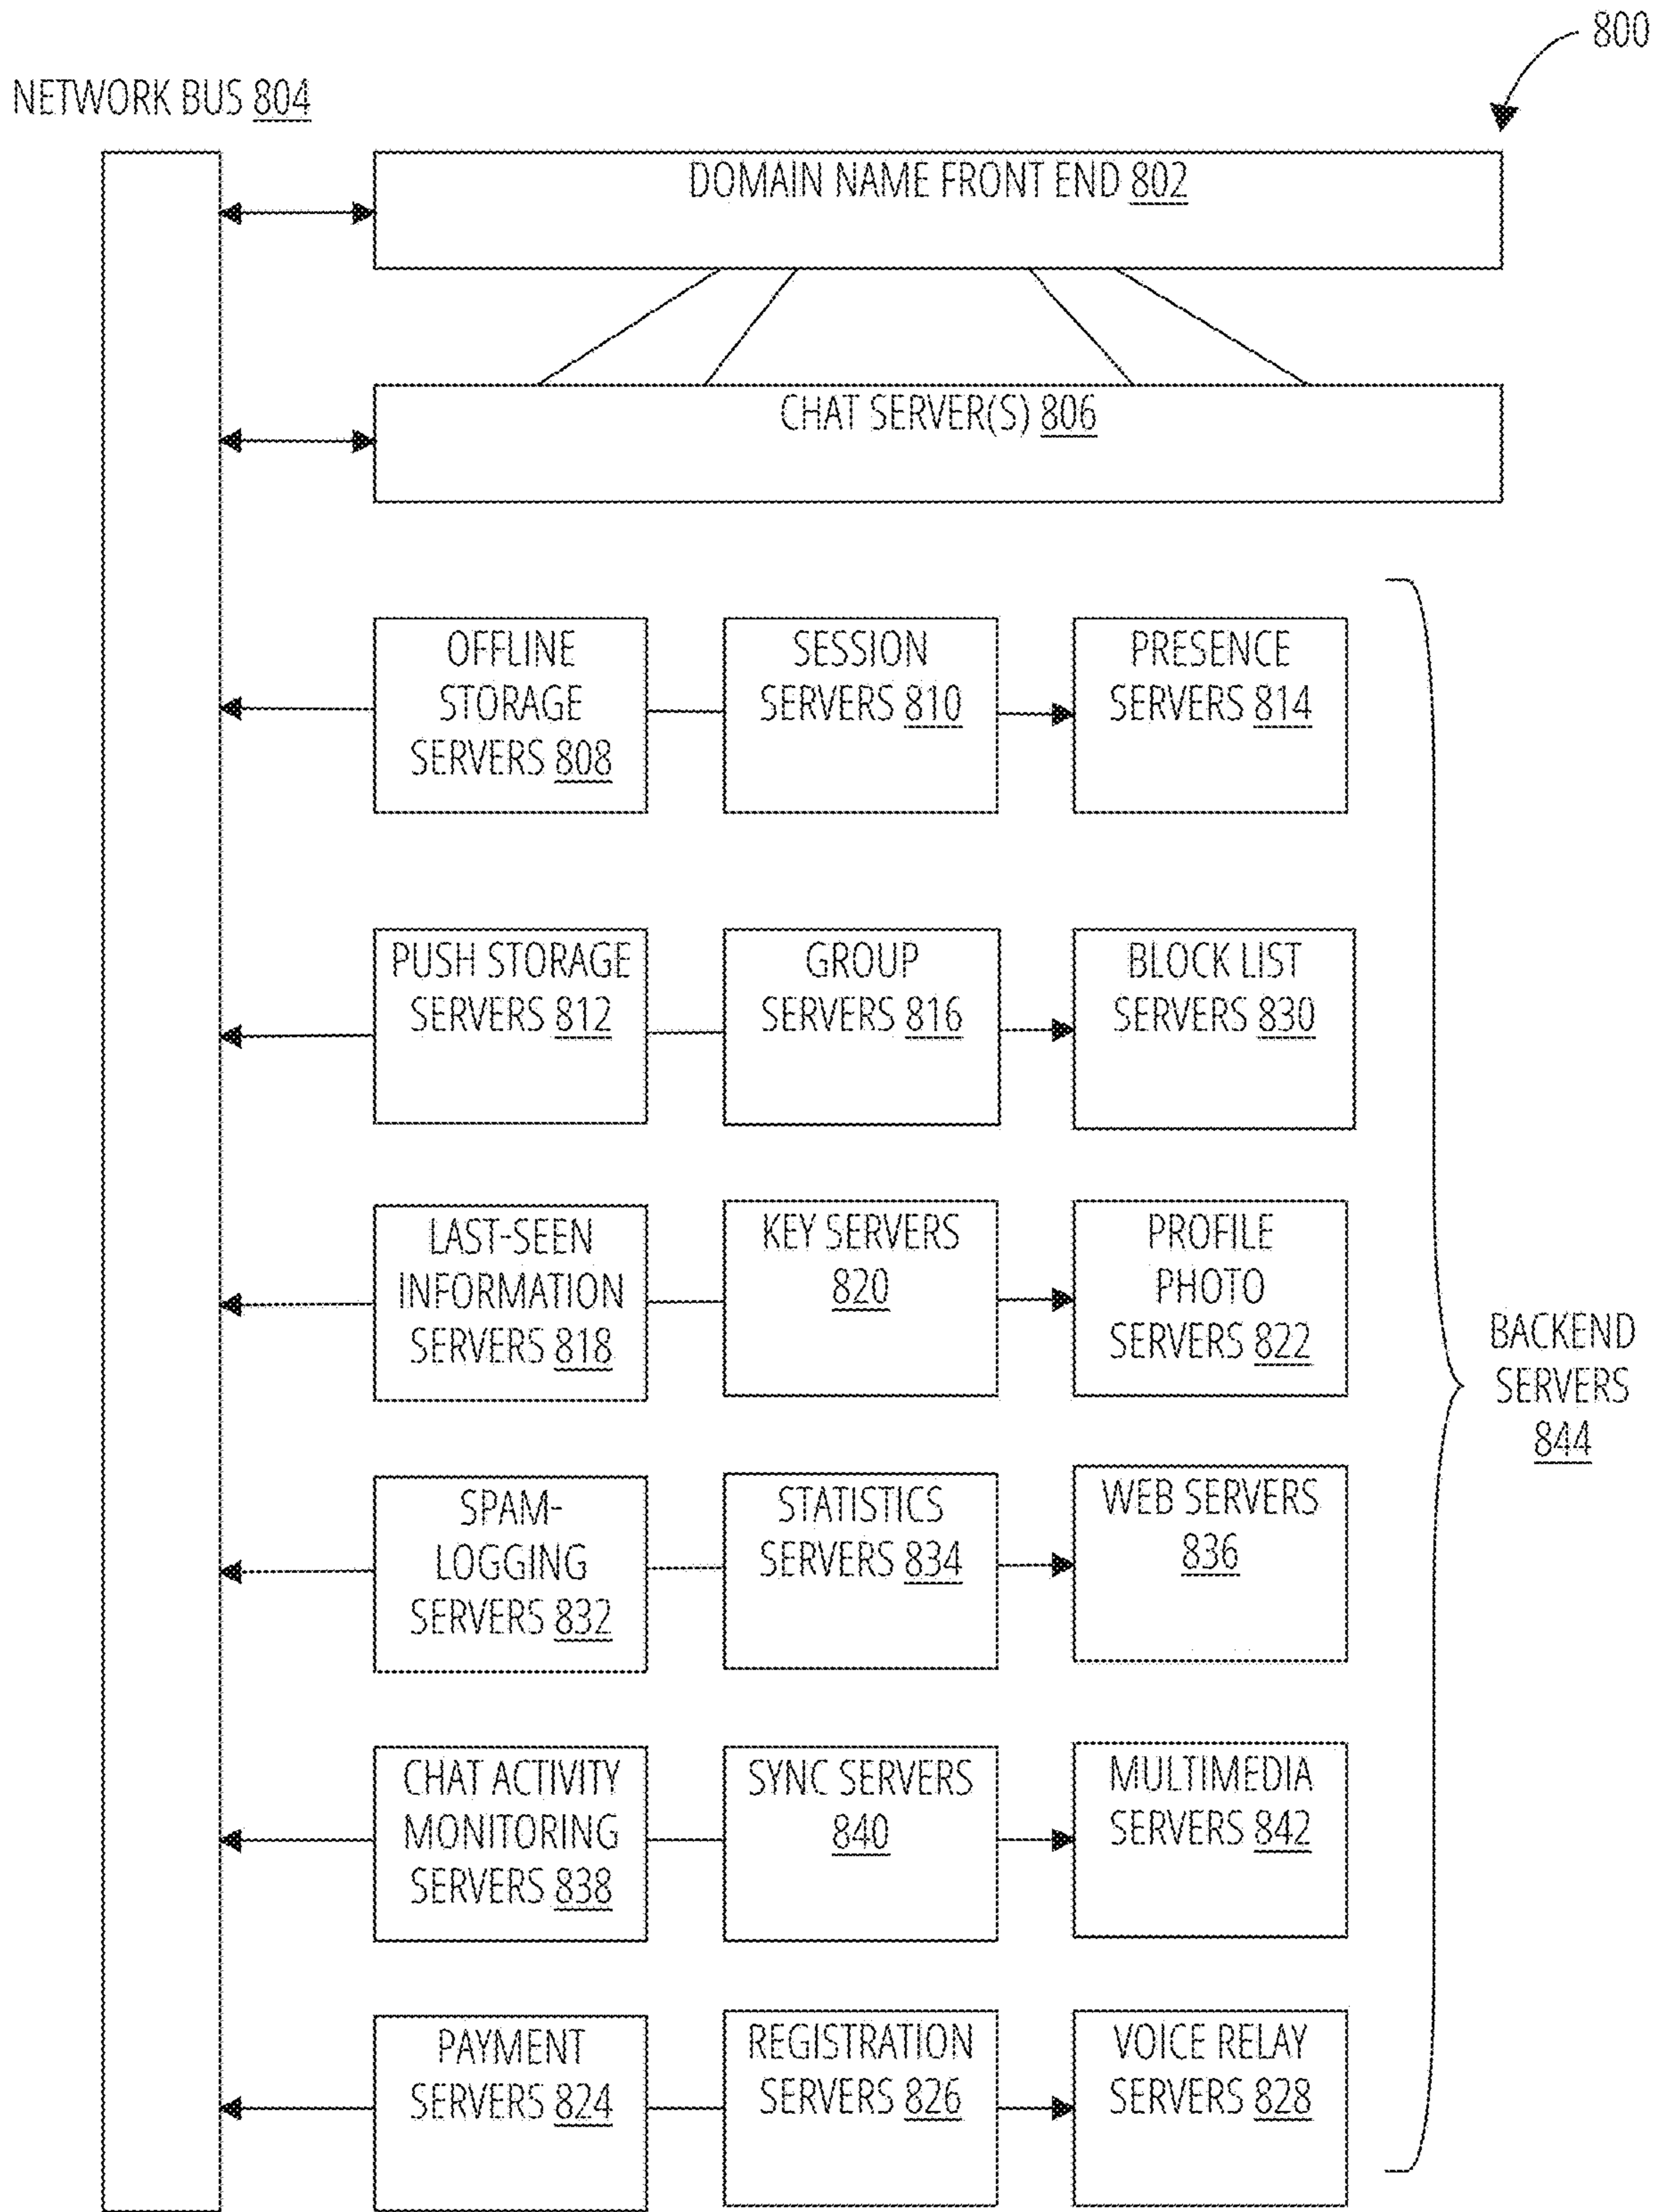 800
NETWORK BUS 804
DOMAIN NAME FRONT END 802
CHAT SERVER(S) 806
OFFLINE
STORAGE
SERVERS 808
SESSION
SERVERS 810
PRESENCE
SERVERS 814
PUSH STORAGE
SERVERS 812
GROUP
SERVERS 816
BLOCK LIST
SERVERS 830
LAST-SEEN
INFORMATION
SERVERS 818
KEY SERVERS
820
PROFILE
PHOTO
SERVERS 822
BACKEND
SERVERS
844
SPAM-
LOGGING
SERVERS 832
STATISTICS
SERVERS 834
WEB SERVERS
836
CHAT ACTIVITY
MONITORING
SERVERS 838
SYNC SERVERS
840
MULTIMEDIA
SERVERS 842
PAYMENT
SERVERS 824
REGISTRATION
SERVERS 826
VOICE RELAY
SERVERS 828